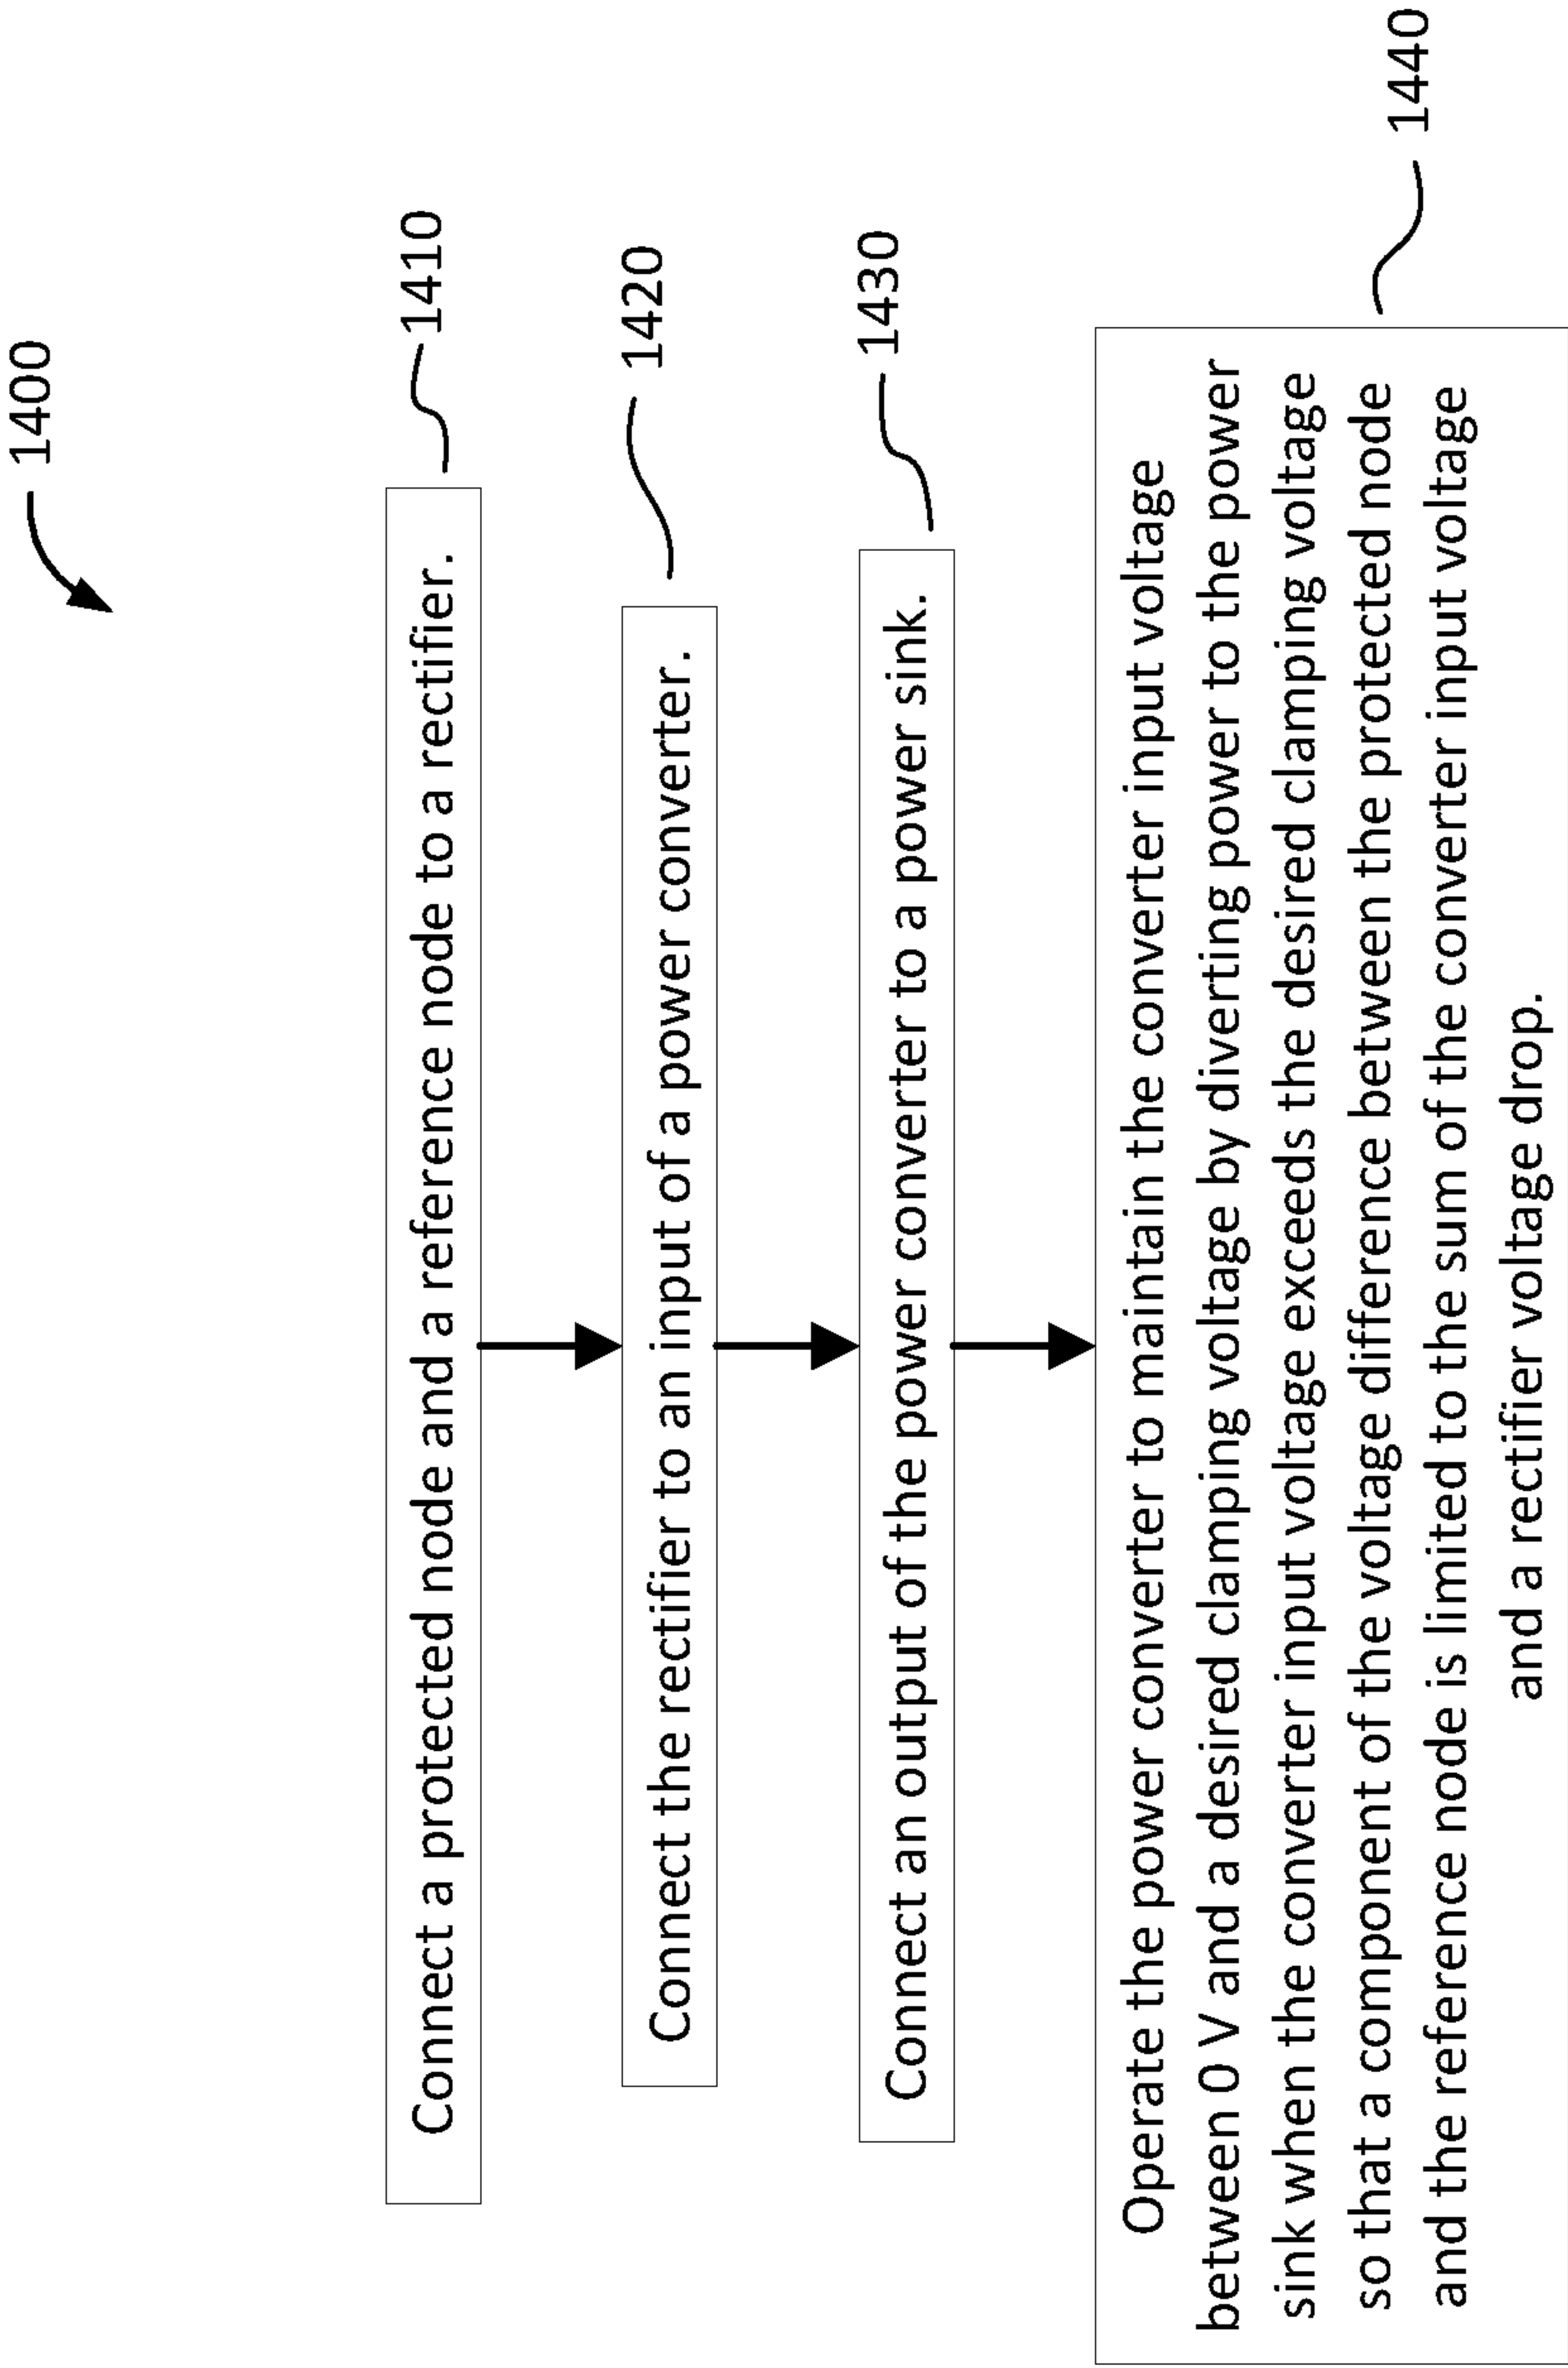 1400
Connect a protected node and a reference node to a rectifier.
1410
Connect the rectifier to an input of a power converter.
1420
Connect an output of the power converter to a power sink.
1430
Operate the power converter to maintain the converter input voltage
between 0 V and a desired clamping voltage by diverting power to the power
sink when the converter input voltage exceeds the desired clamping voltage
so that a component of the voltage difference between the protected node
and the reference node is limited to the sum of the converter input voltage
and a rectifier voltage drop.
1440